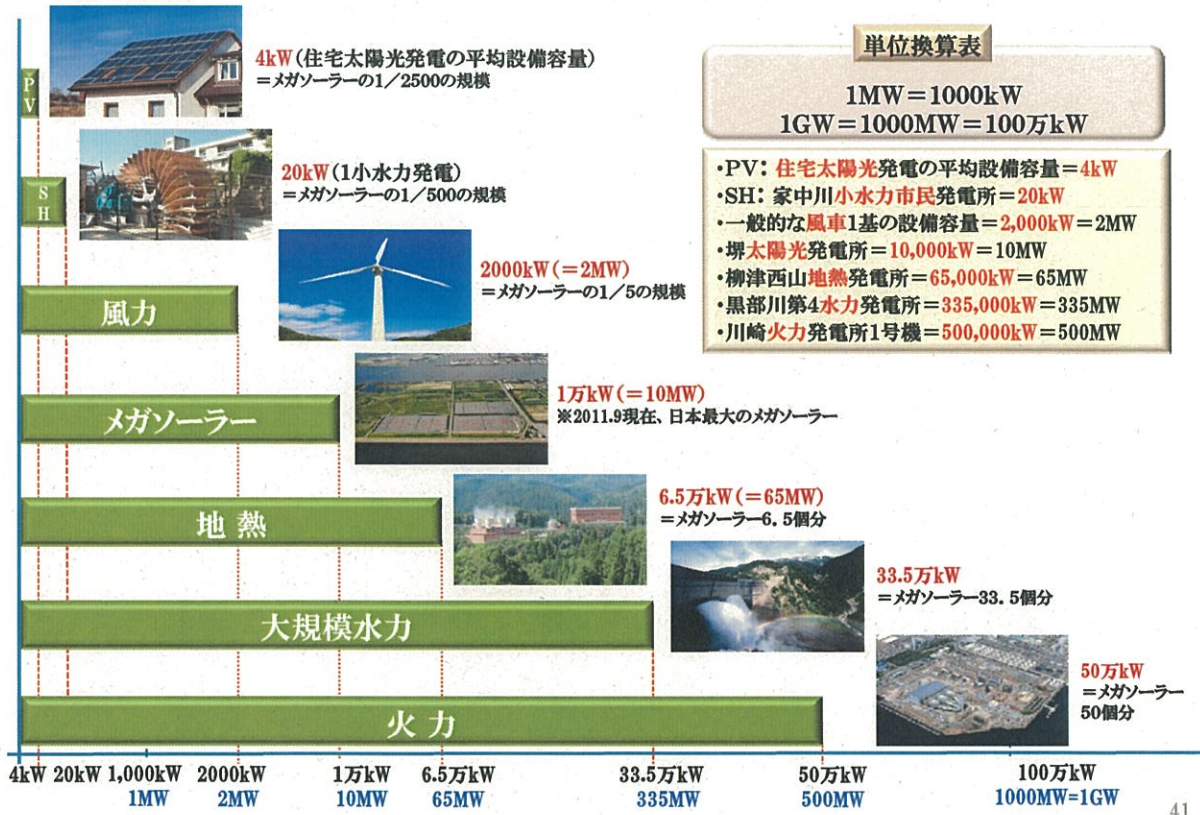 PV
4kW(住宅太陽光発電の平均設備容量)
=メガソーラーの1/2500の規模
SH
20kW(1小水力発電)
=メガソーラーの1/500の規模
風力
2000kW(=2MW)
=メガソーラーの1/5の規模
メガソーラー
1万kW(=10MW)
※2011.9現在、日本最大のメガソーラー
地熱
6.5万kW(=65MW)
=メガソーラー6.5個分
大規模水力
33.5万kW
=メガソーラー33.5個分
火力
50万kW
=メガソーラー
50個分
単位換算表
1MW=1000kW
1GW=1000MW=100万kW
・PV: 住宅太陽光発電の平均設備容量=4kW
・SH: 家中川小水力市民発電所=20kW
・一般的な風車1基の設備容量=2,000kW=2MW
・堺太陽光発電所=10,000kW=10MW
・柳津西山地熱発電所=65,000kW=65MW
・黒部川第4水力発電所=335,000kW=335MW
・川崎火力発電所1号機=500,000kW=500MW
4kW 20kW 1,000kW 2000kW 1万kW 6.5万kW 33.5万kW 50万kW 100万kW
1MW 2MW 10MW 65MW 335MW 500MW 1000MW=1GW
41